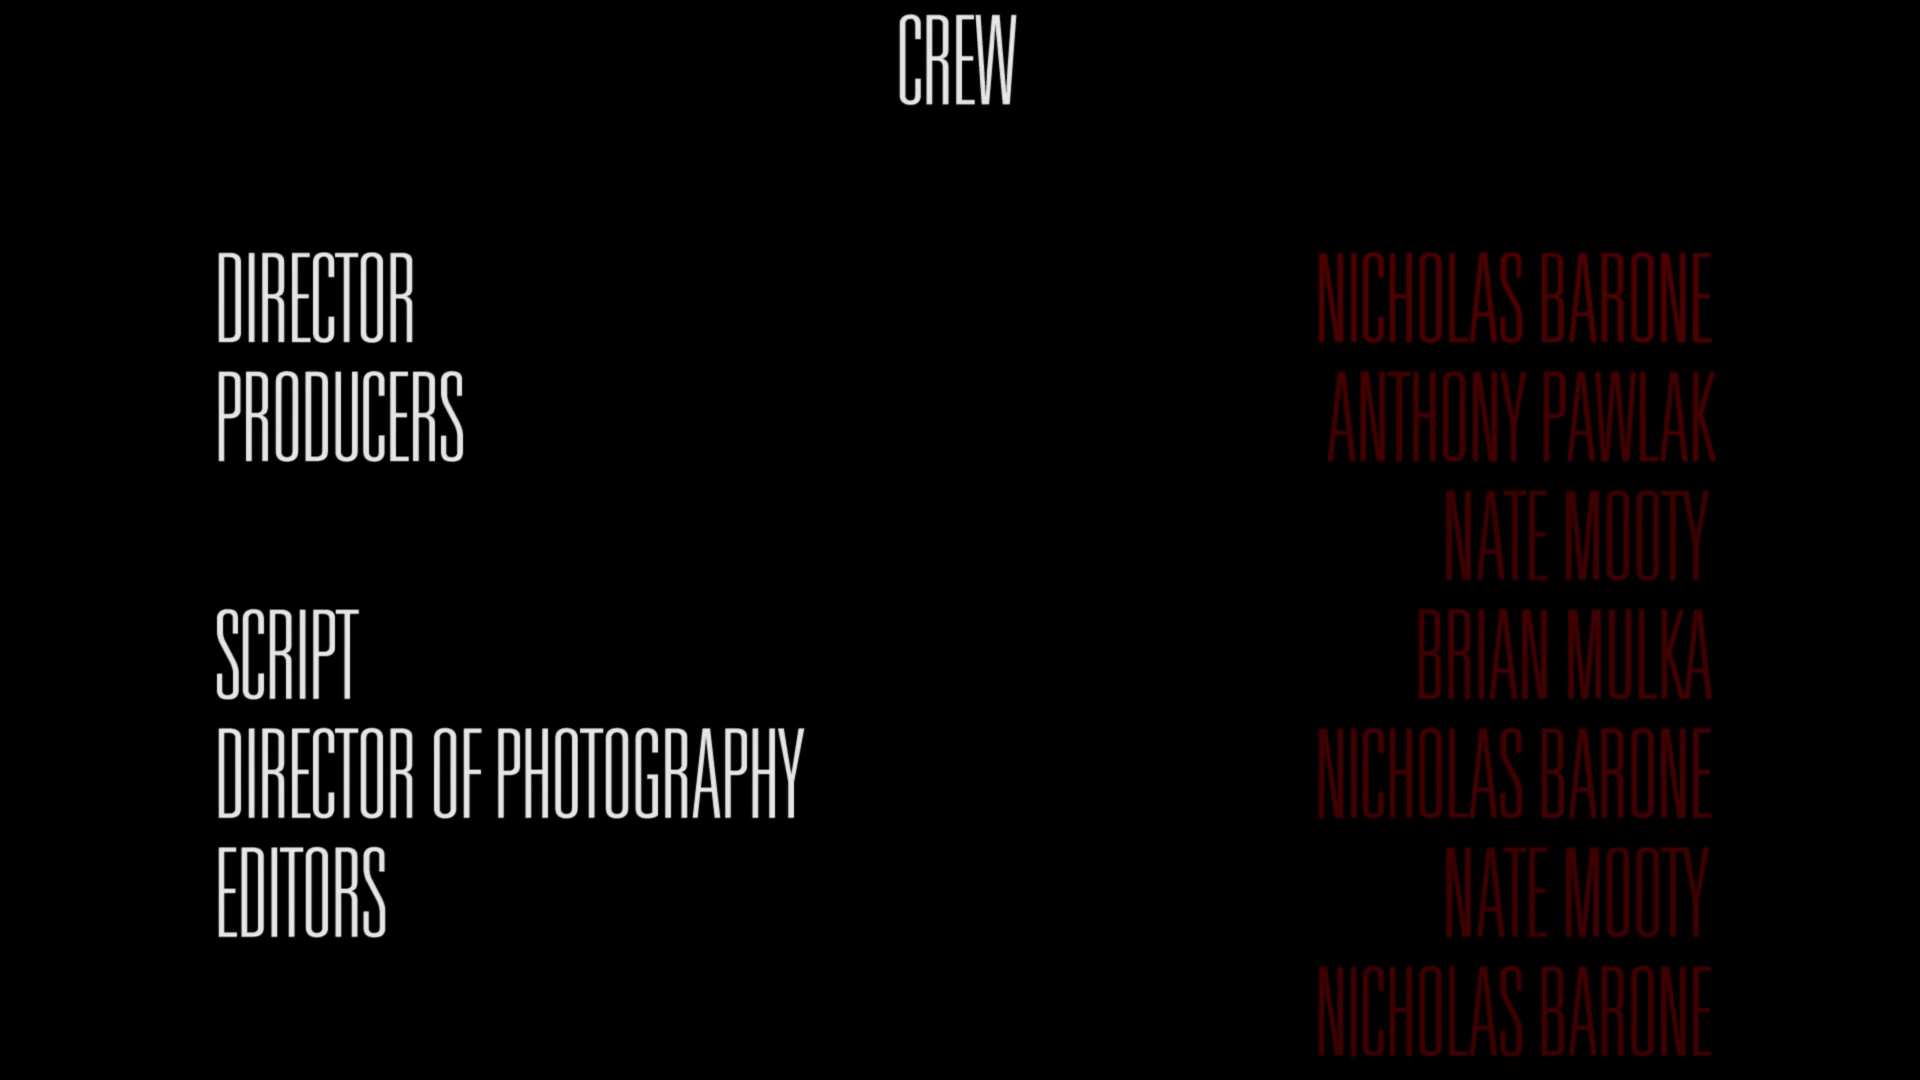 CREW
DIRECTOR NICHOLAS BARONE
PRODUCERS ANTHONY PAWLAK
NATE MOOTY
SCRIPT BRIAN MULKA
DIRECTOR OF PHOTOGRAPHY NICHOLAS BARONE
EDITORS NATE MOOTY
NICHOLAS BARONE